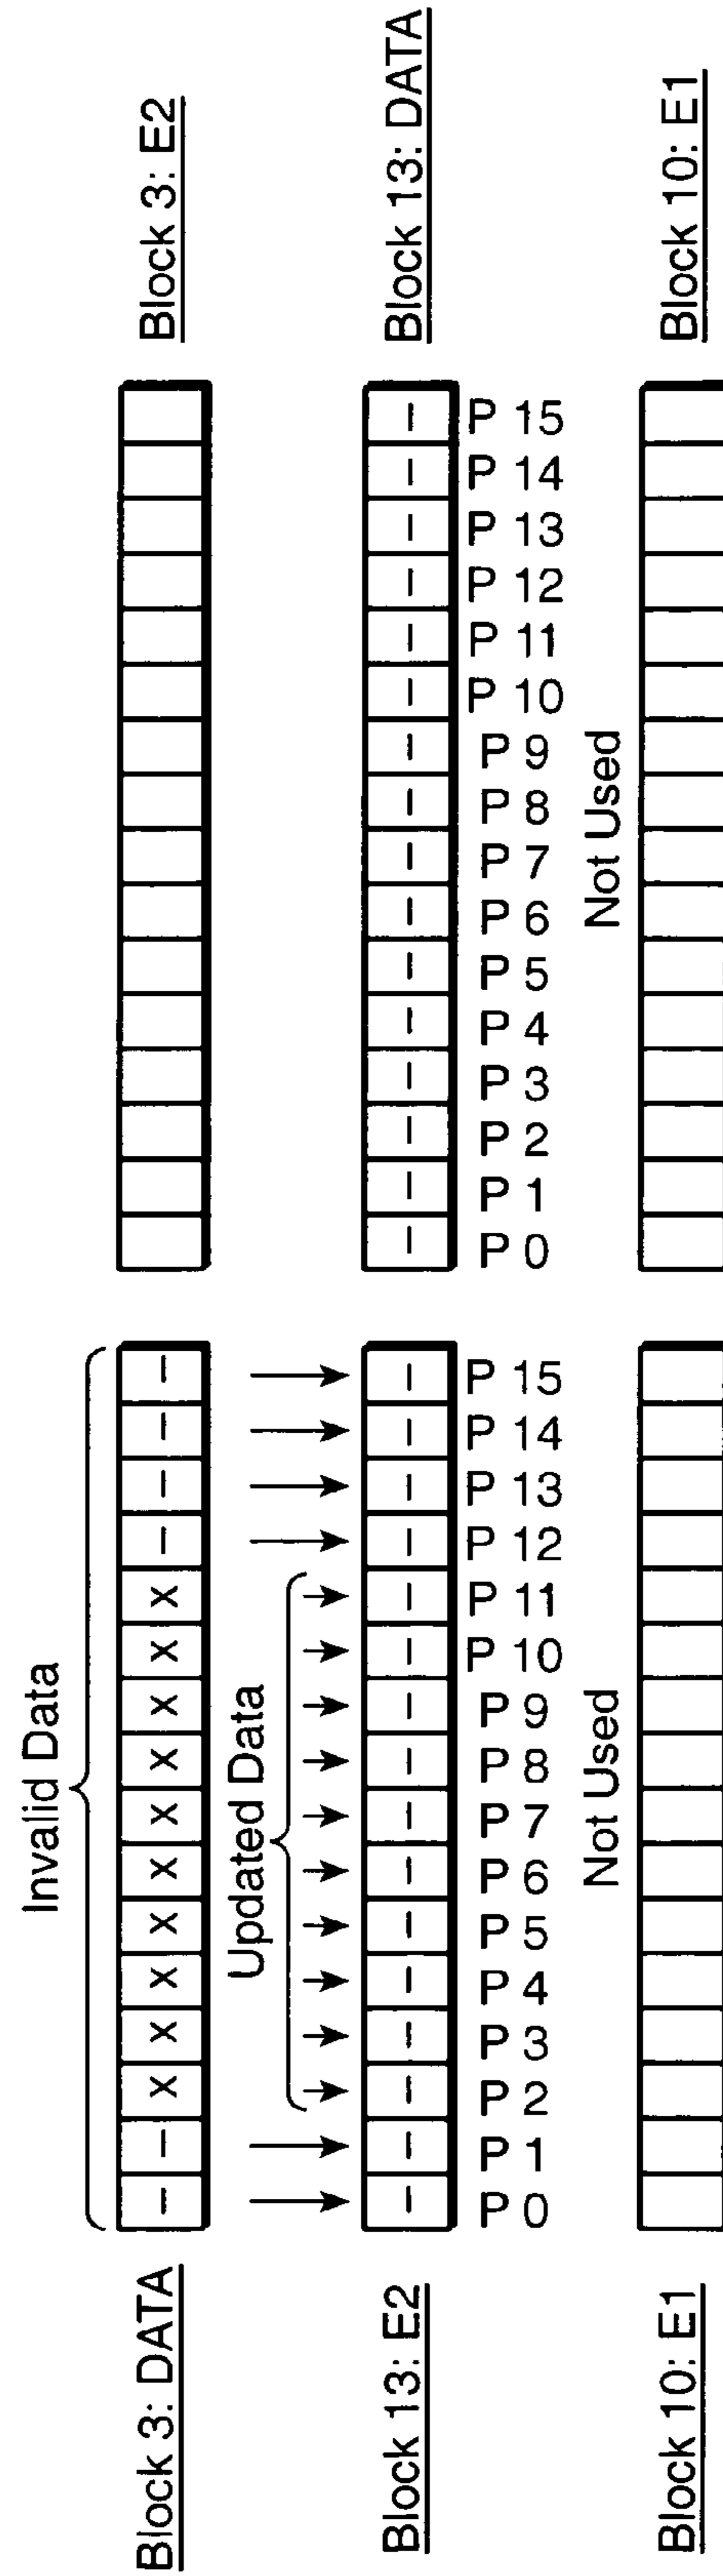 Invalid Data
Block 3: DATA – – X X X X X X X X X X – – – –
Updated Data
Block 13: E2 – – – – – – – – – – – – – – – –
P 0 P 1 P 2 P 3 P 4 P 5 P 6 P 7 P 8 P 9 P 10 P 11 P 12 P 13 P 14 P 15
Not Used
Block 10: E1
Block 3: E2
– – – – – – – – – – – – – – – – Block 13: DATA
P 0 P 1 P 2 P 3 P 4 P 5 P 6 P 7 P 8 P 9 P 10 P 11 P 12 P 13 P 14 P 15
Not Used
Block 10: E1